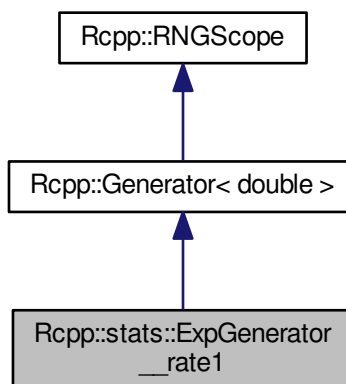 Rcpp::RNGScope
Rcpp::Generator< double >
Rcpp::stats::ExpGenerator
__rate1